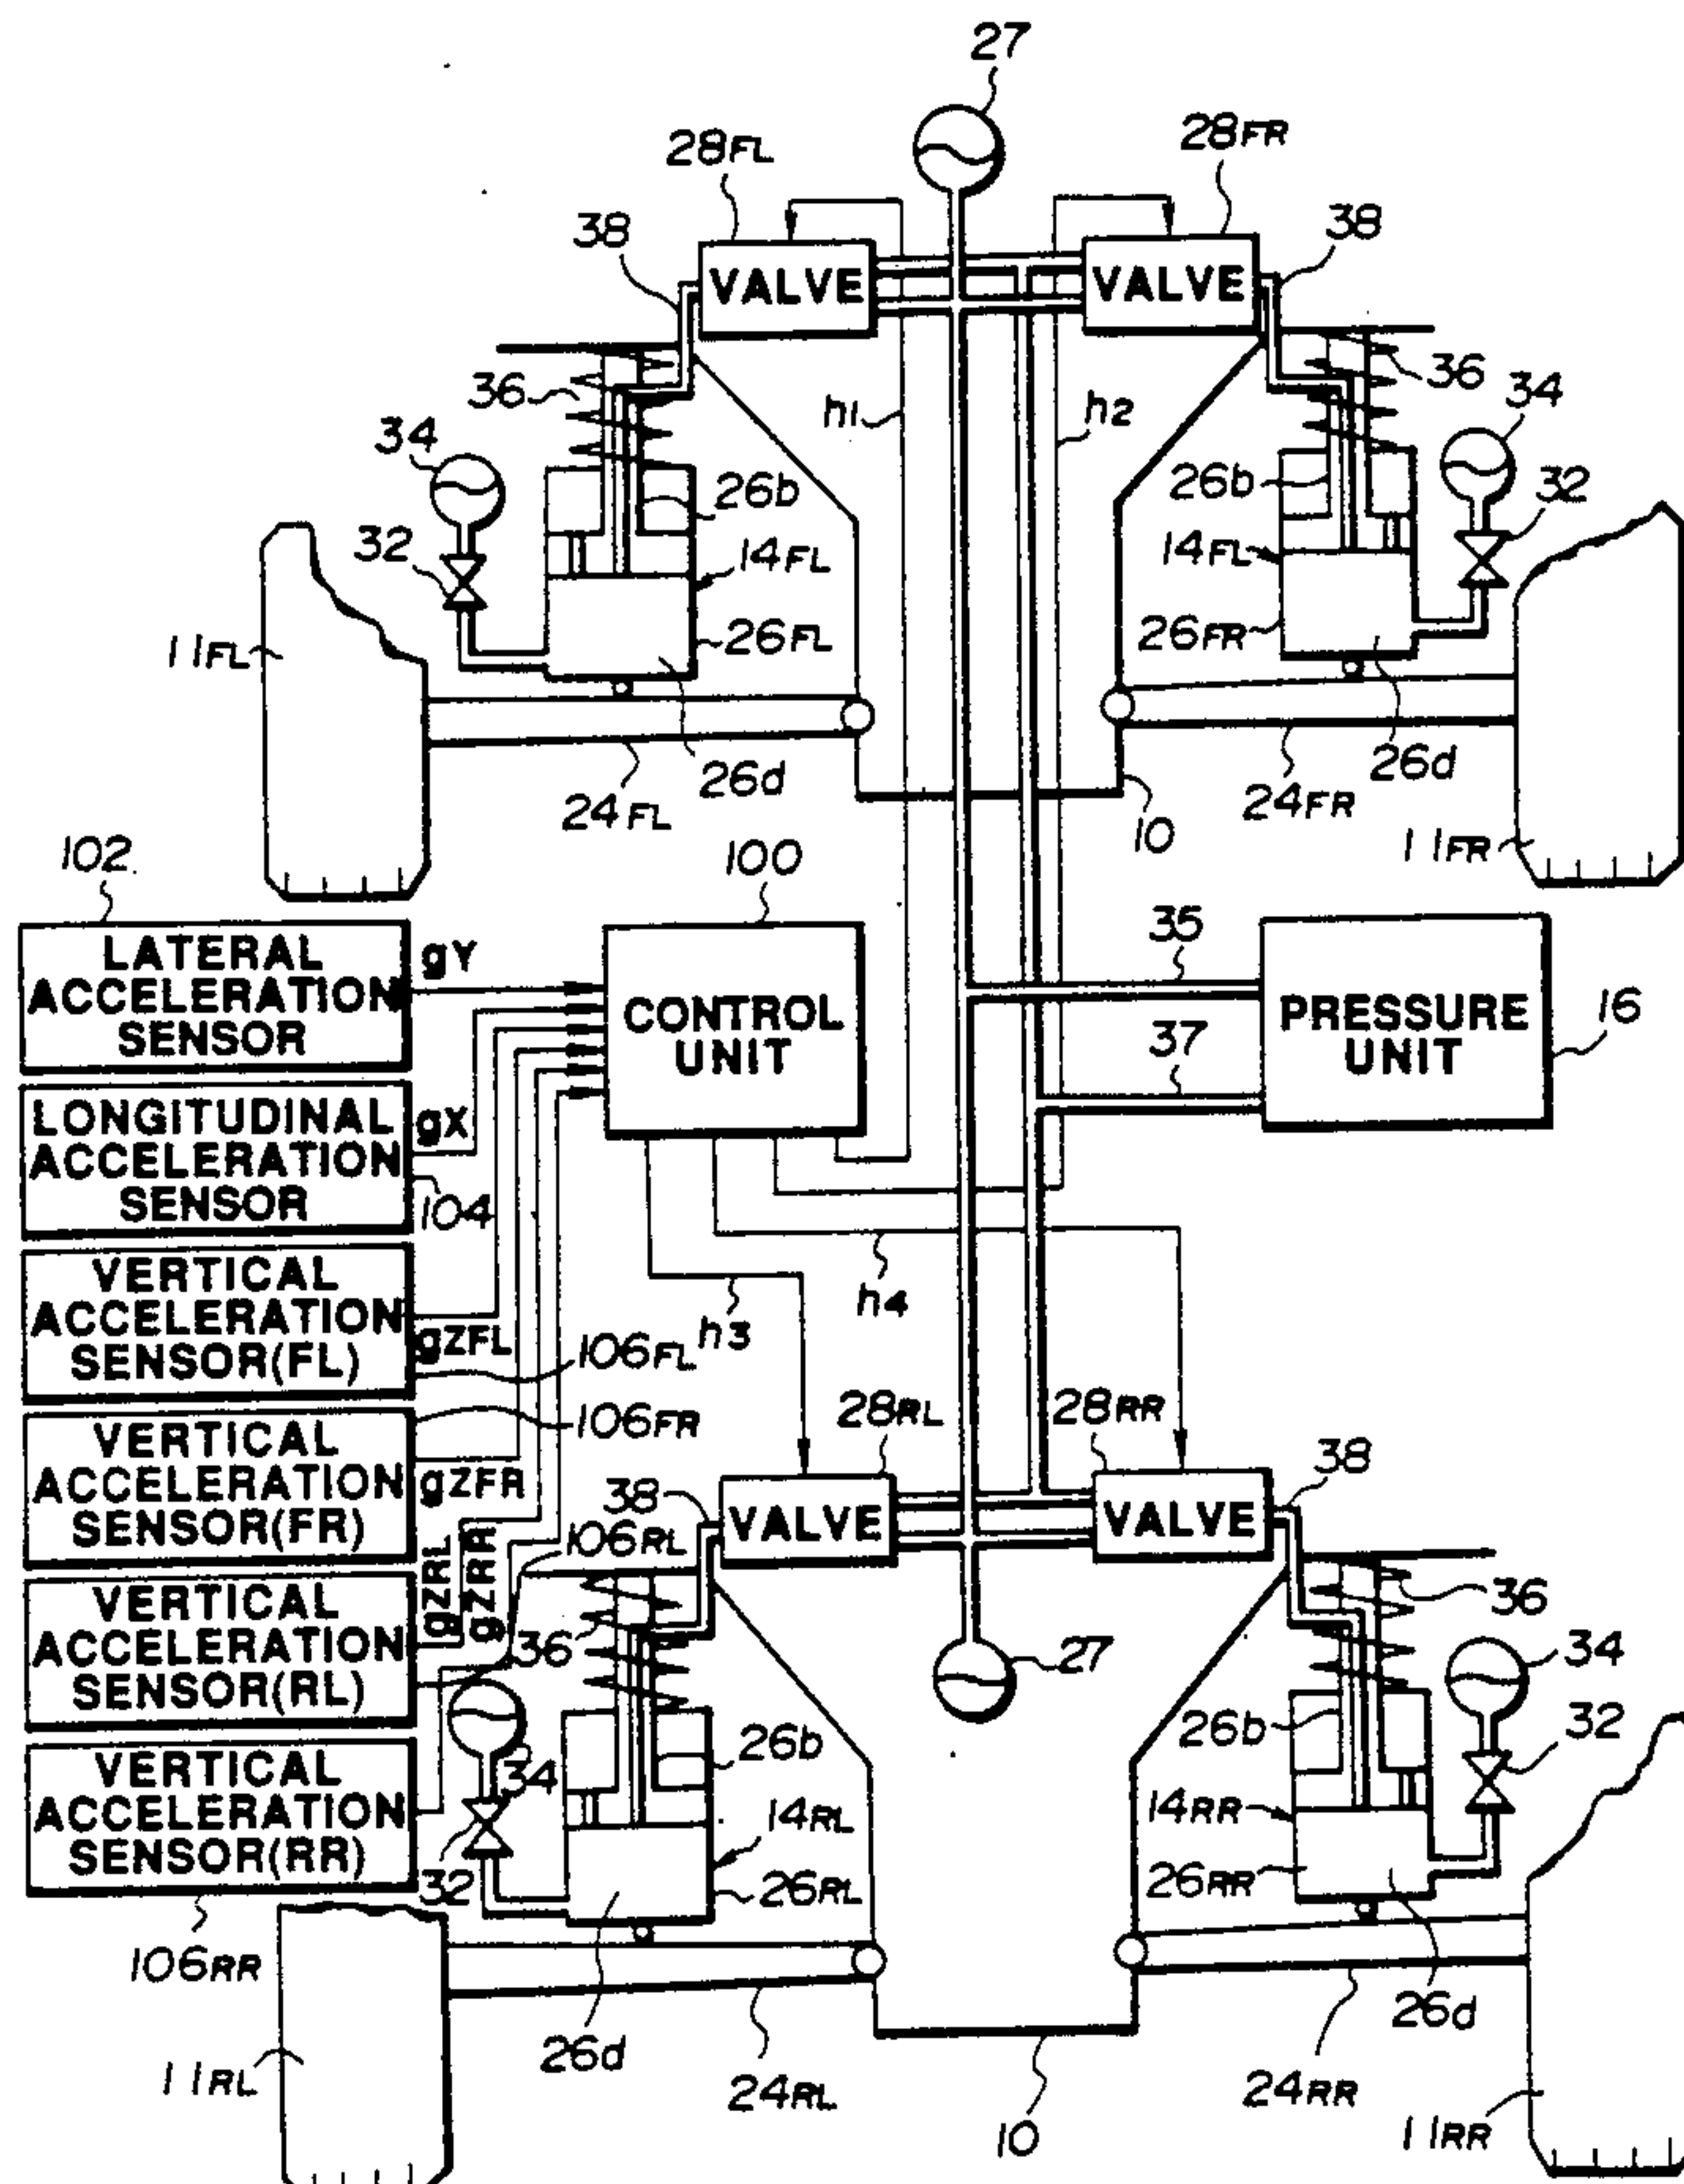 27
28FL
28FR
38
VALVE
VALVE
38
36
h1
h2
36
34
34
26b
26b
32
32
14FL
14FL
11FL
26FL
26FR
26d
26d
24FL
24FR
10
11FR
102
100
35
LATERAL
ACCELERATION
SENSOR
gY
CONTROL
UNIT
PRESSURE
UNIT
16
37
LONGITUDINAL
ACCELERATION
SENSOR
gX
104
VERTICAL
ACCELERATION
SENSOR(FL)
gZFL
h3
h4
106FL
VERTICAL
ACCELERATION
SENSOR(FR)
106FR
gZFR
28RL
28RR
38
VALVE
VALVE
38
106RL
VERTICAL
ACCELERATION
SENSOR(RL)
gZRL
gZRR
36
27
36
34
VERTICAL
ACCELERATION
SENSOR(RR)
34
26b
26b
32
14RL
14RR
32
26RL
26RR
106RR
26d
26d
11RL
24RL
10
24RR
11RR